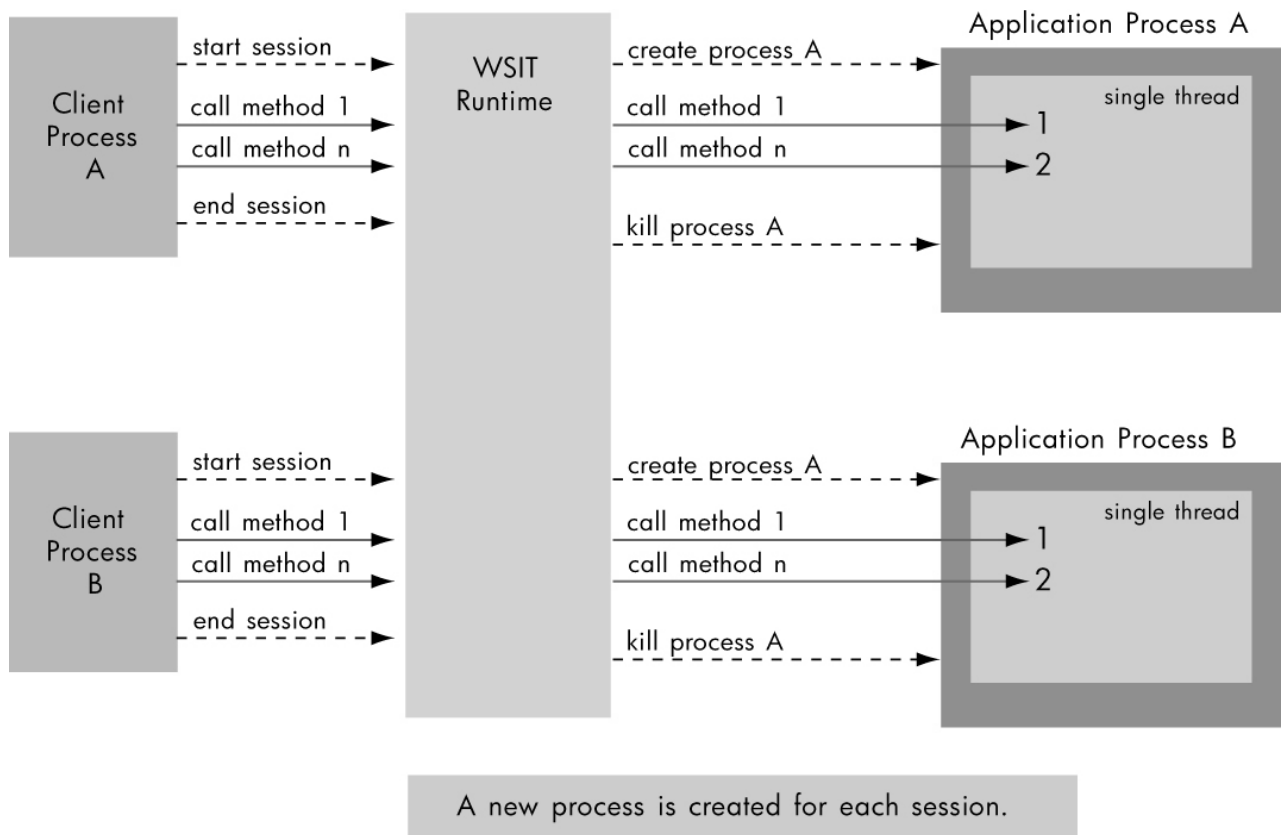 Application Process A
start session
create process A
WSIT
Runtime
single thread
Client
Process
A
call method 1
call method 1
1
call method n
call method n
2
end session
kill process A
Application Process B
start session
create process A
single thread
Client
Process
B
call method 1
call method 1
1
call method n
call method n
2
end session
kill process A
A new process is created for each session.